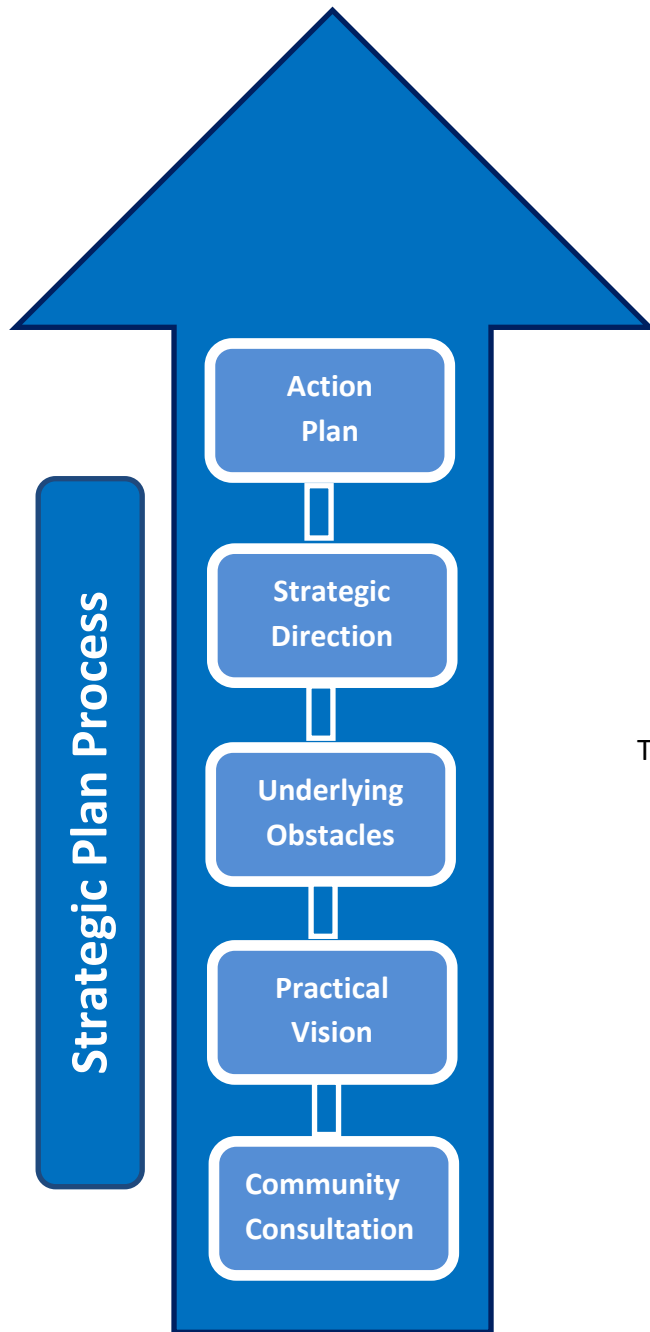 Action
Plan
Strategic
Direction
Underlying
Obstacles
Practical
Vision
Community
Consultation
Strategic Plan Process
T